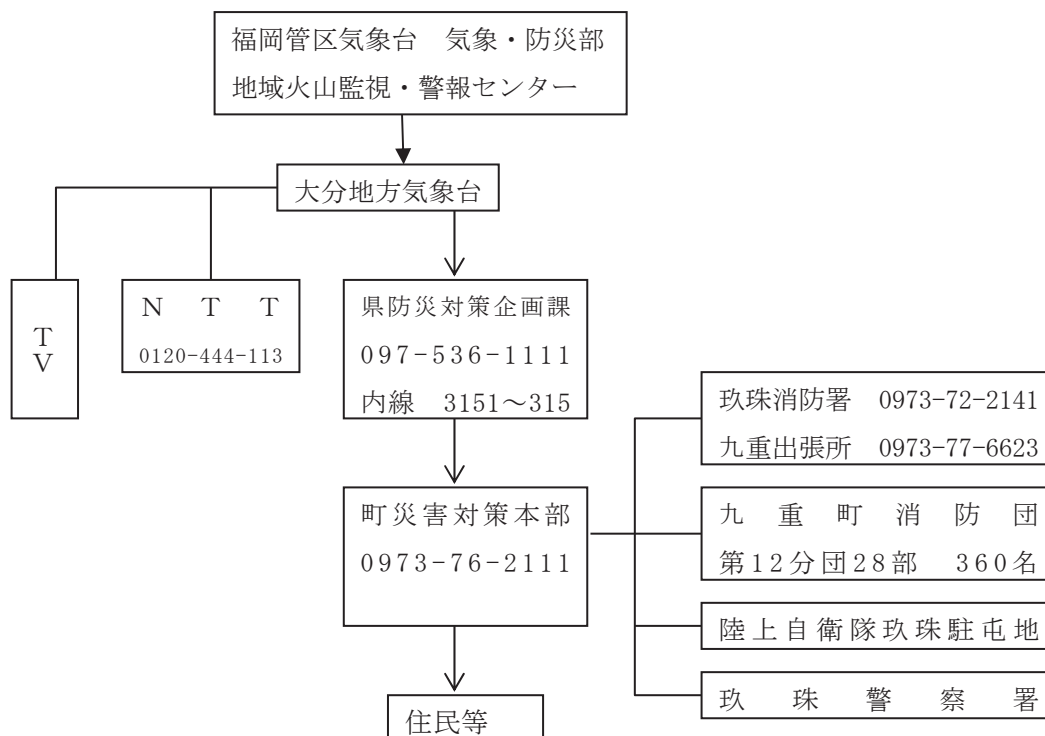 福岡管区気象台　気象・防災部
地域火山監視・警報センター
大分地方気象台
TV
ＮＴＴ
0120-444-113
県防災対策企画課
097-536-1111
内線　3151～315
玖珠消防署　0973-72-2141
九重出張所　0973-77-6623
町災害対策本部
0973-76-2111
九重町消防団
第12分団28部　360名
陸上自衛隊玖珠駐屯地
玖珠警察署
住民等